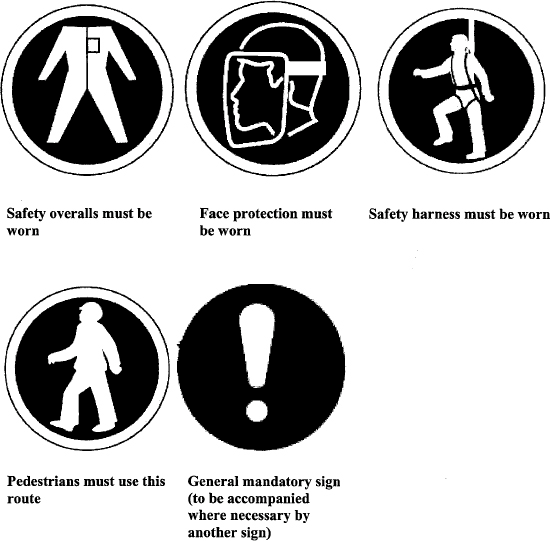 Safety overalls must be
worn
Face protection must
be worn
Safety harness must be worn
Pedestrians must use this
route
General mandatory sign
(to be accompanied
where necessary by
another sign)